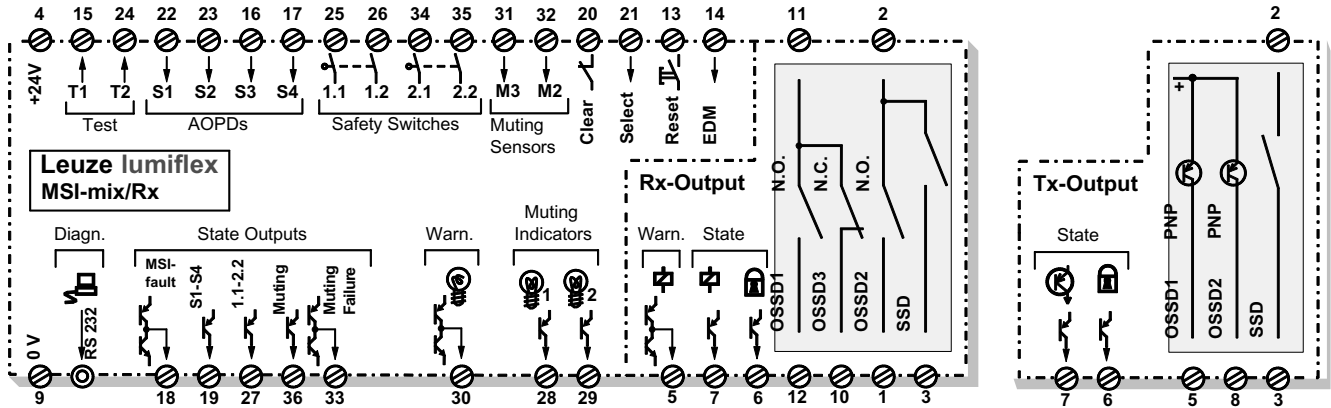 4 15 24 22 23 16 17 25 26 34 35 31 32 20 21 13 14 11 2
+24V T1 T2 S1 S2 S3 S4 1.1 1.2 2.1 2.2 M3 M2 Clear Select Reset EDM
Test AOPDs Safety Switches Muting
Sensors
Leuze lumiflex
MSI-mix/Rx
Rx-Output
N.O. N.C. N.O.
OSSD1 OSSD3 OSSD2 SSD
Diagn. State Outputs Warn. Muting
Indicators
Warn. State
RS 232
MSI-
fault
S1-S4
1.1-2.2
Muting
Muting
Failure
1 2
0 V
9 18 19 27 36 33 30 28 29 5 7 6 12 10 1 3
2
+
Tx-Output
State
PNP PNP
OSSD1 OSSD2 SSD
7 6 5 8 3